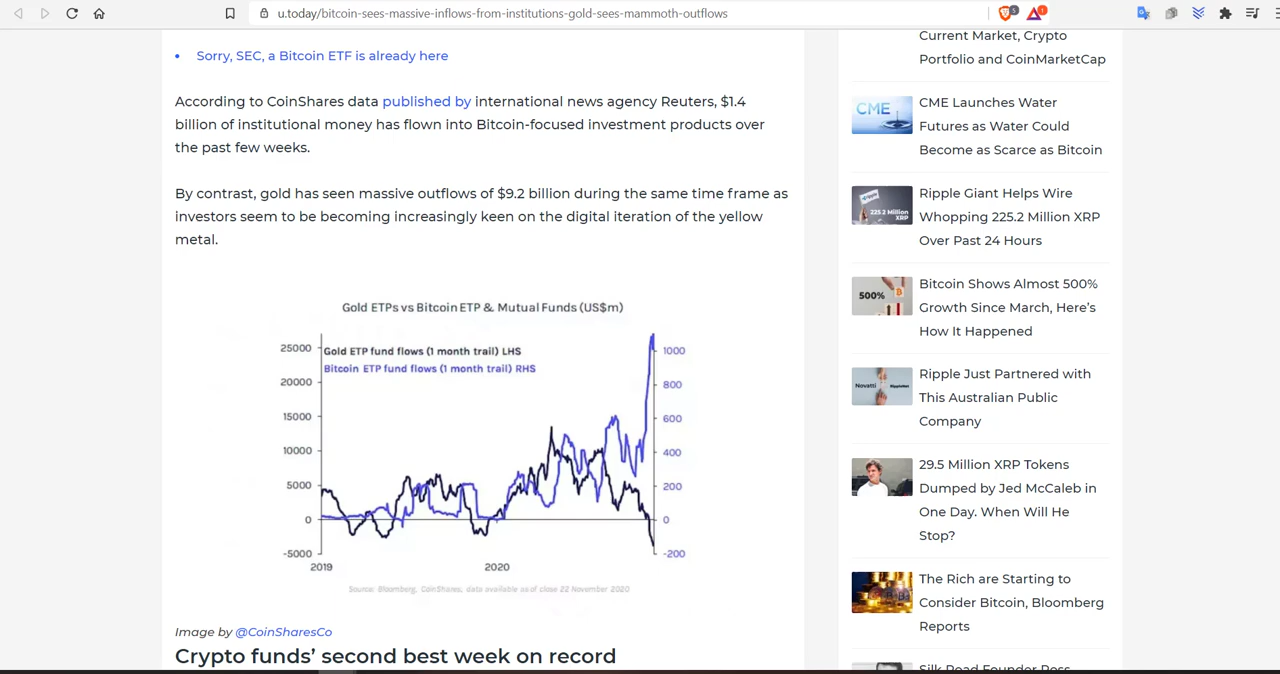 u.today/bitcoin-sees-massive-inflows-from-institutions-gold-sees-mammoth-outflows
5
1
Sorry, SEC, a Bitcoin ETF is already here
According to CoinShares data published by international news agency Reuters, $1.4
billion of institutional money has flown into Bitcoin-focused investment products over
the past few weeks.
By contrast, gold has seen massive outflows of $9.2 billion during the same time frame as
investors seem to be becoming increasingly keen on the digital iteration of the yellow
metal.
Gold ETPs vs Bitcoin ETP & Mutual Funds (US$m)
Gold ETP fund flows (1 month trail) LHS
Bitcoin ETP fund flows (1 month trail) RHS
25000
20000
15000
10000
5000
0
-5000
1000
800
600
400
200
0
-200
2019
2020
Source: Bloomberg, CoinShares, data available as of close 22 November 2020
Image by @CoinSharesCo
Crypto funds’ second best week on record
Current Market, Crypto
Portfolio and CoinMarketCap
CME
CME Launches Water
Futures as Water Could
Become as Scarce as Bitcoin
225.2 Million
XRP
Ripple Giant Helps Wire
Whopping 225.2 Million XRP
Over Past 24 Hours
500%
Bitcoin Shows Almost 500%
Growth Since March, Here’s
How It Happened
Novatti
RippleNet
Ripple Just Partnered with
This Australian Public
Company
29.5 Million XRP Tokens
Dumped by Jed McCaleb in
One Day. When Will He
Stop?
The Rich are Starting to
Consider Bitcoin, Bloomberg
Reports
Silk Road Founder Ross